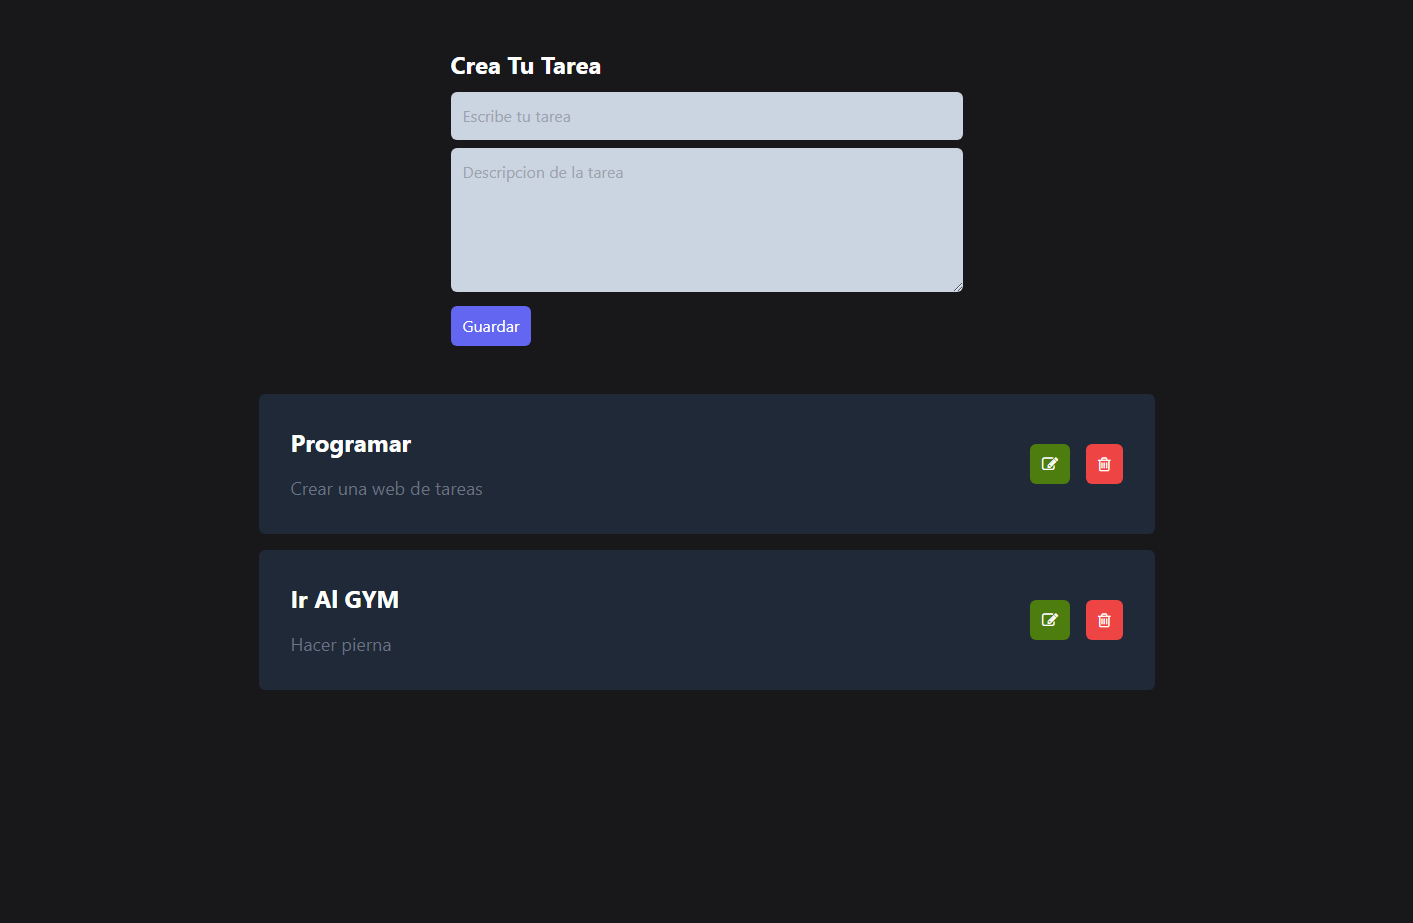 Crea Tu Tarea
Escribe tu tarea
Descripcion de la tarea
Guardar
Programar
Crear una web de tareas
Ir Al GYM
Hacer pierna